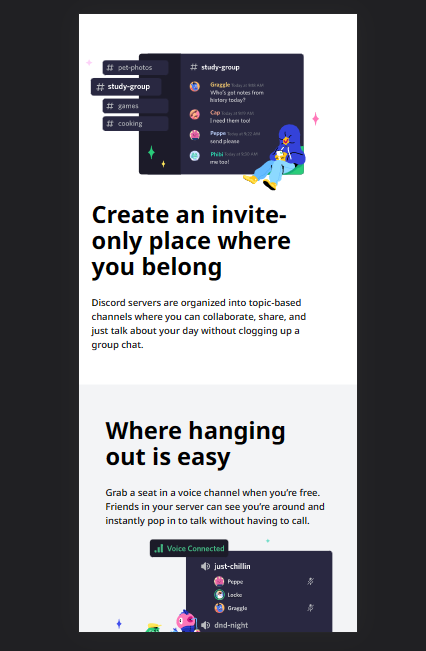 # pet-photos
# study-group
# games
# cooking
# study-group
Graggle Today at 9:18 AM
Who's got notes from
history today?
Cap Today at 9:19 AM
I need them too!
Peppe Today at 9:22 AM
send please
Phibi Today at 9:20 AM
me too!
Create an invite-
only place where
you belong
Discord servers are organized into topic-based
channels where you can collaborate, share, and
just talk about your day without clogging up a
group chat.
Where hanging
out is easy
Grab a seat in a voice channel when you're free.
Friends in your server can see you're around and
instantly pop in to talk without having to call.
Voice Connected
just-chillin
Peppe
Locke
Graggle
dnd-night